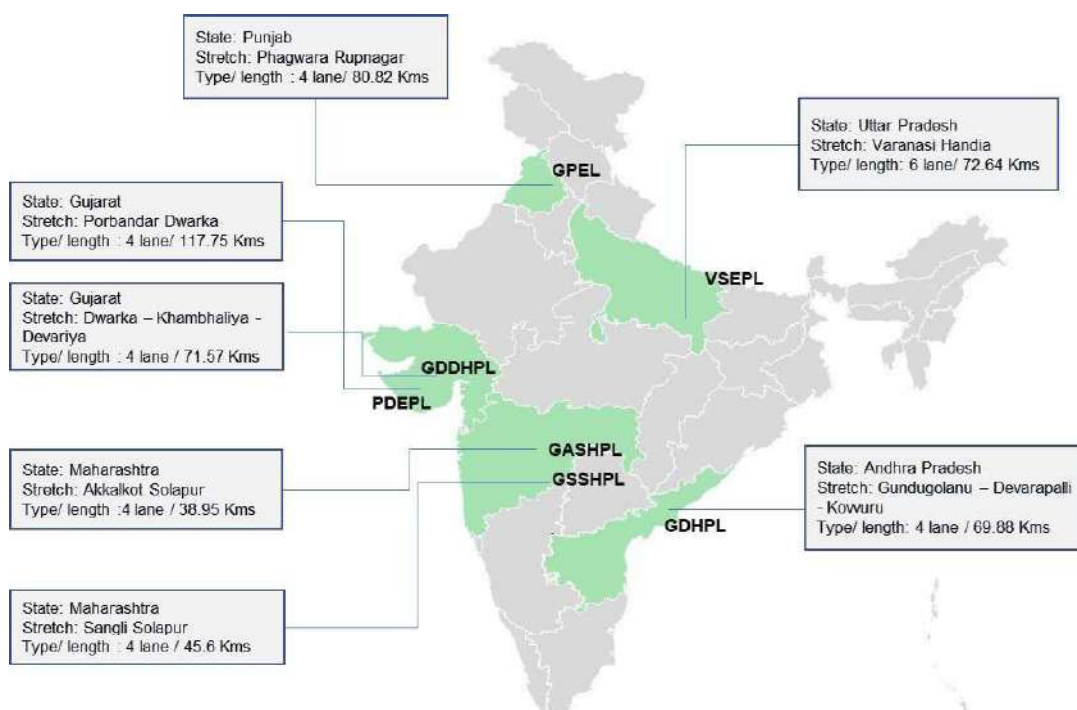 State: Punjab
Stretch: Phagwara Rupnagar
Type/ length : 4 lane/ 80.82 Kms
State: Uttar Pradesh
Stretch: Varanasi Handia
Type/ length: 6 lane/ 72.64 Kms
GPEL
State: Gujarat
Stretch: Porbandar Dwarka
Type/ length : 4 lane/ 117.75 Kms
VSEPL
State: Gujarat
Stretch: Dwarka – Khambhaliya -
Devariya
Type/ length : 4 lane / 71.57 Kms
GDDHPL
PDEPL
GASHPL
State: Maharashtra
Stretch: Akkalkot Solapur
Type/ length :4 lane / 38.95 Kms
GSSHPL
State: Andhra Pradesh
Stretch: Gundugolanu – Devarapalli
- Kovvuru
Type/ length: 4 lane / 69.88 Kms
GDHPL
State: Maharashtra
Stretch: Sangli Solapur
Type/ length : 4 lane / 45.6 Kms